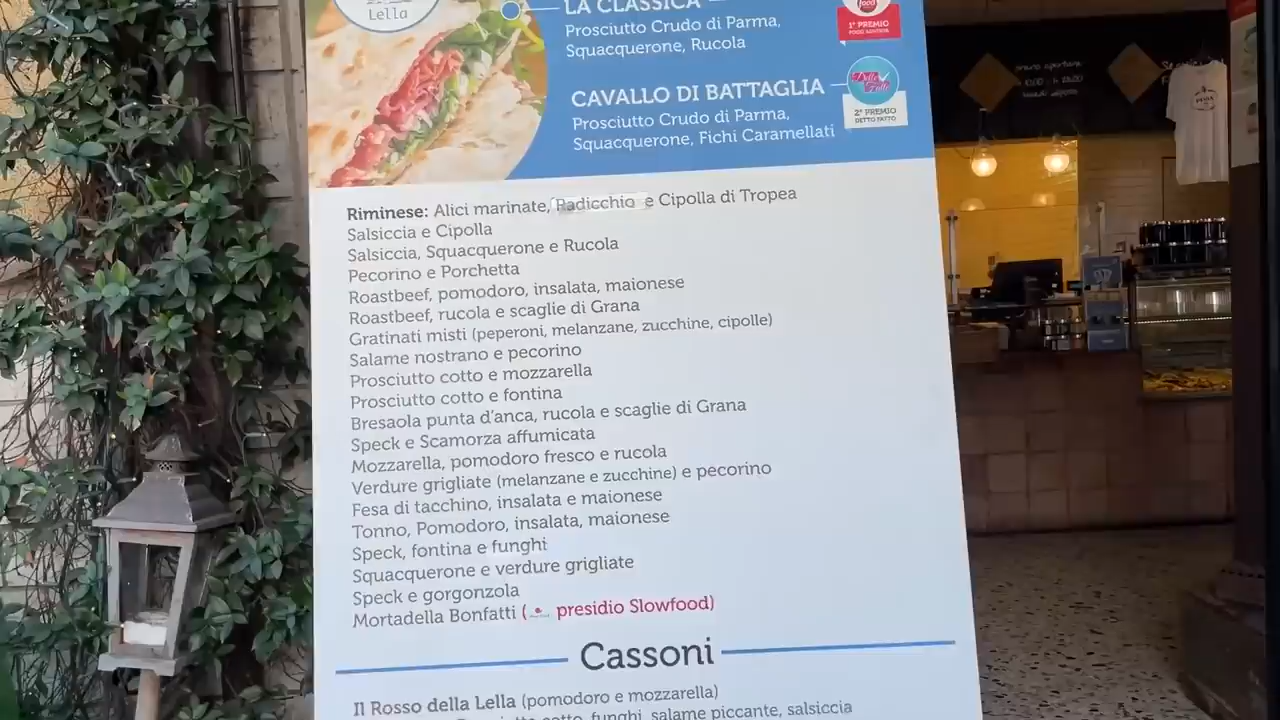 Lella
LA CLASSICA
Prosciutto Crudo di Parma,
Squacquerone, Rucola
1° PREMIO
CAVALLO DI BATTAGLIA
Prosciutto Crudo di Parma,
Squacquerone, Fichi Caramellati
2° PREMIO
DETTO FATTO
Riminese: Alici marinate, Radicchio e Cipolla di Tropea
Salsiccia e Cipolla
Salsiccia, Squacquerone e Rucola
Pecorino e Porchetta
Roastbeef, pomodoro, insalata, maionese
Roastbeef, rucola e scaglie di Grana
Gratinati misti (peperoni, melanzane, zucchine, cipolle)
Salame nostrano e pecorino
Prosciutto cotto e mozzarella
Prosciutto cotto e fontina
Bresaola punta d'anca, rucola e scaglie di Grana
Speck e Scamorza affumicata
Mozzarella, pomodoro fresco e rucola
Verdure grigliate (melanzane e zucchine) e pecorino
Fesa di tacchino, insalata e maionese
Tonno, Pomodoro, insalata, maionese
Speck, fontina e funghi
Squacquerone e verdure grigliate
Speck e gorgonzola
Mortadella Bonfatti ( presidio Slowfood)
Cassoni
Il Rosso della Lella (pomodoro e mozzarella)
cotto, funghi, salame piccante, salsiccia